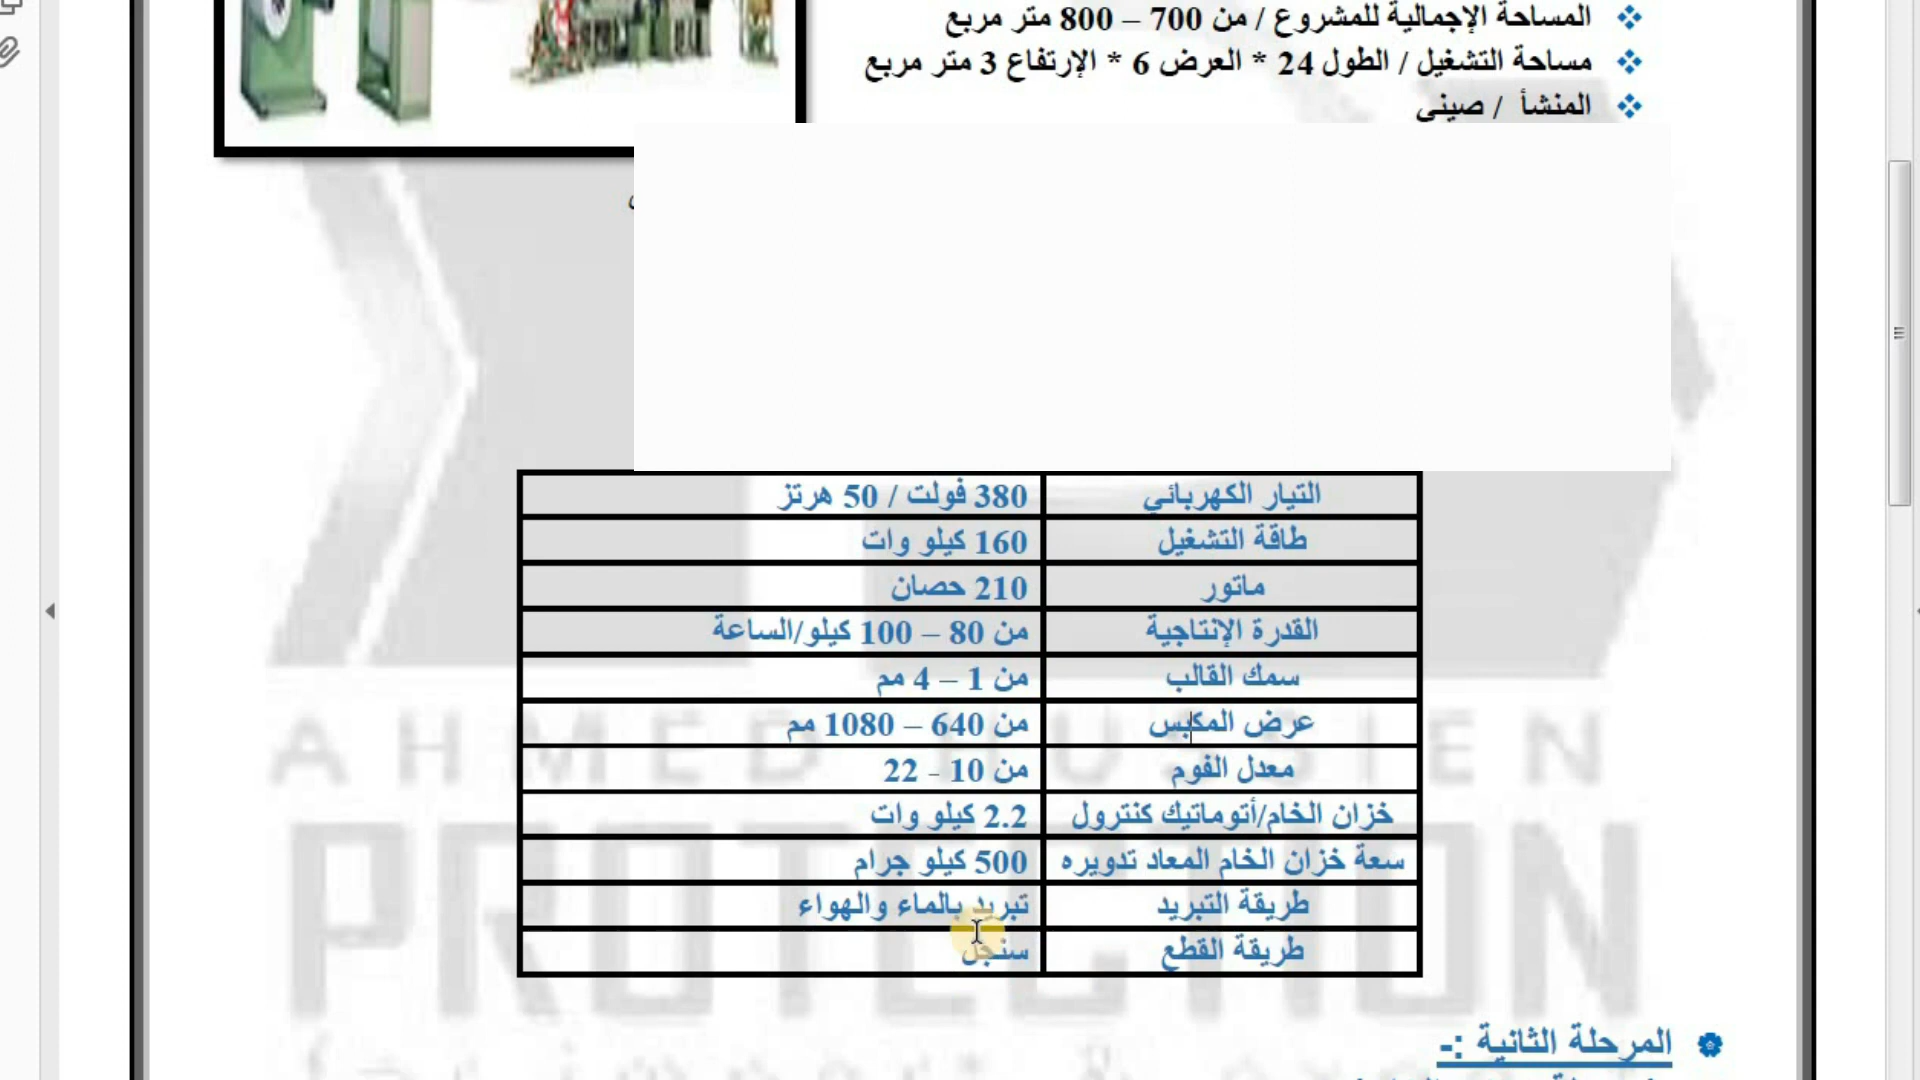 المساحة الإجمالية للمشروع / من 700 – 800 متر مربع
مساحة التشغيل / الطول 24 * العرض 6 * الإرتفاع 3 متر مربع
المنشأ / صيني
التيار الكهربائي 380 فولت / 50 هرتز
طاقة التشغيل 160 كيلو وات
ماتور 210 حصان
القدرة الإنتاجية من 80 – 100 كيلو/الساعة
سمك القالب من 1 – 4 مم
عرض المكبس من 640 – 1080 مم
معدل الفوم من 10 - 22
خزان الخام/أتوماتيك كنترول 2.2 كيلو وات
سعة خزان الخام المعاد تدويره 500 كيلو جرام
طريقة التبريد تبريد بالماء والهواء
طريقة القطع سنجل
AHMED HUSSIEN
PROTECTION
المرحلة الثانية :-